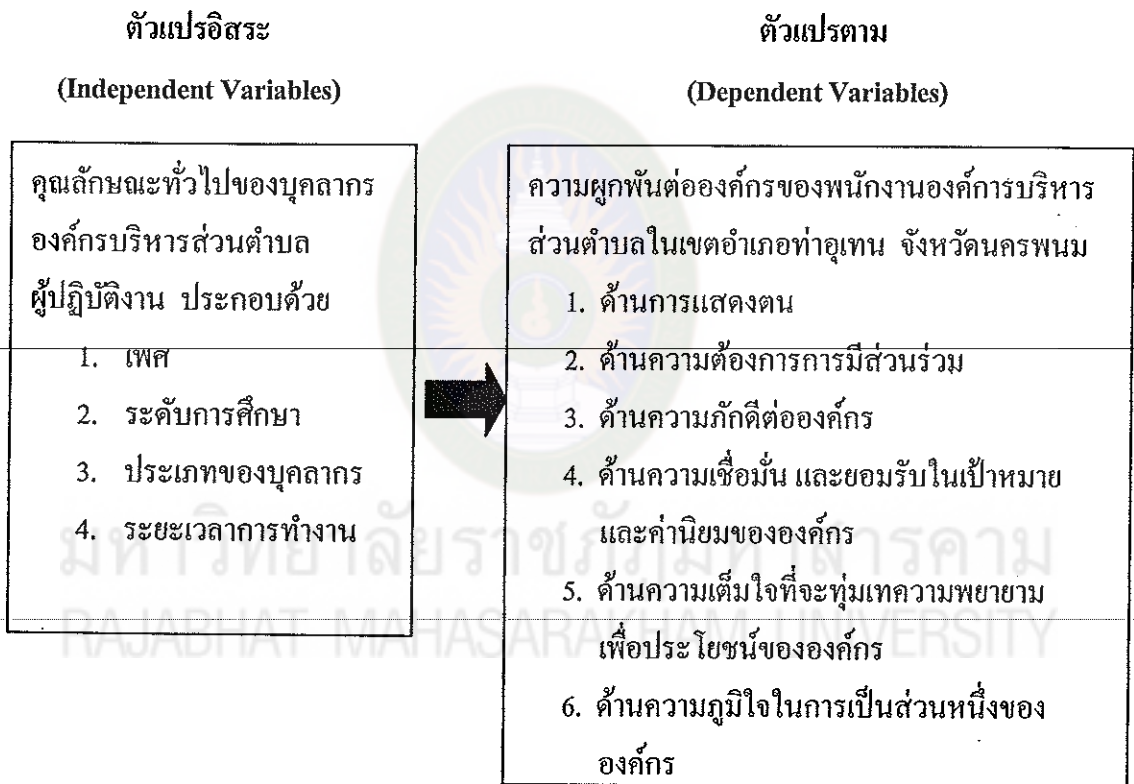 ตัวแปรอิสระ
(Independent Variables)
คุณลักษณะทั่วไปของบุคลากร
องค์กรบริหารส่วนตำบล
ผู้ปฏิบัติงาน ประกอบด้วย
1. เพศ
2. ระดับการศึกษา
3. ประเภทของบุคลากร
4. ระยะเวลาการทำงาน
ตัวแปรตาม
(Dependent Variables)
ความผูกพันต่อองค์กรของพนักงานองค์การบริหาร
ส่วนตำบลในเขตอำเภอท่าอุเทน จังหวัดนครพนม
1. ด้านการแสดงตน
2. ด้านความต้องการการมีส่วนร่วม
3. ด้านความภักดีต่อองค์กร
4. ด้านความเชื่อมั่น และยอมรับในเป้าหมาย
และค่านิยมขององค์กร
5. ด้านความเต็มใจที่จะทุ่มเทความพยายาม
เพื่อประโยชน์ขององค์กร
6. ด้านความภูมิใจในการเป็นส่วนหนึ่งของ
องค์กร
มหาวิทยาลัยราชภัฏมหาสารคาม
RAJABHAT MAHASARAKHAM UNIVERSITY